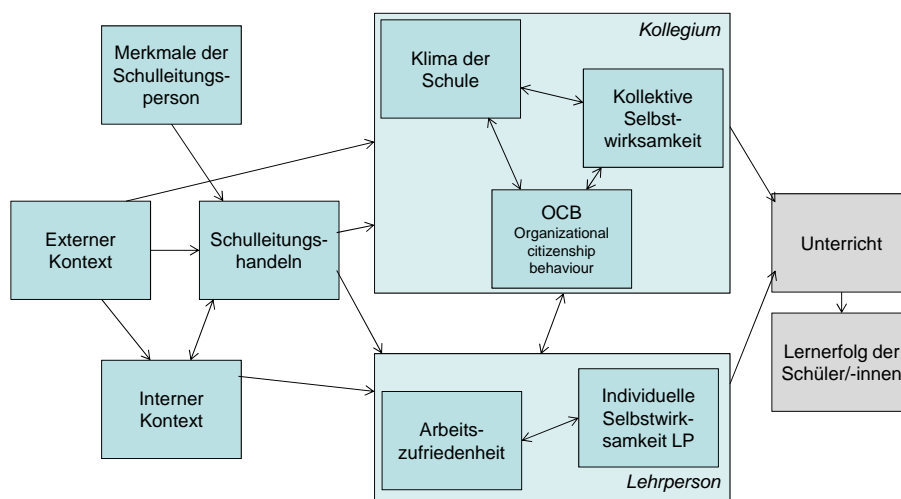 Kollegium
Merkmale der
Schulleitungs-
person
Klima der
Schule
Kollektive
Selbst-
wirksamkeit
Externer
Kontext
Schulleitungs-
handeln
OCB
Organizational
citizenship
behaviour
Unterricht
Lernerfolg der
Schüler/-innen
Interner
Kontext
Arbeits-
zufriedenheit
Individuelle
Selbstwirk-
samkeit LP
Lehrperson